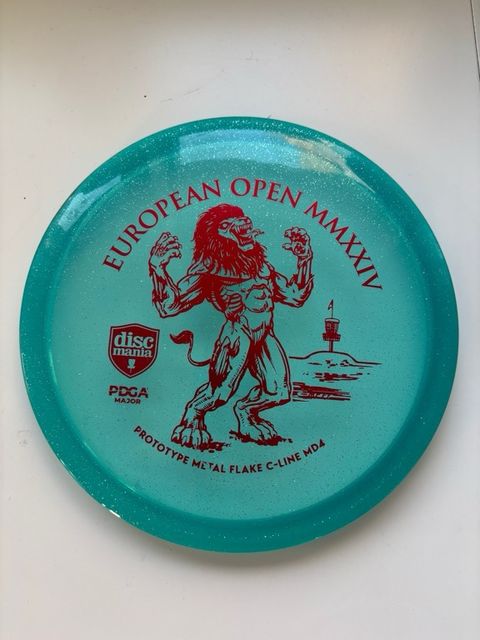 EUROPEAN OPEN MMXXIV
disc
mania
PDGA
MAJOR
PROTOTYPE METAL FLAKE C-LINE MD4